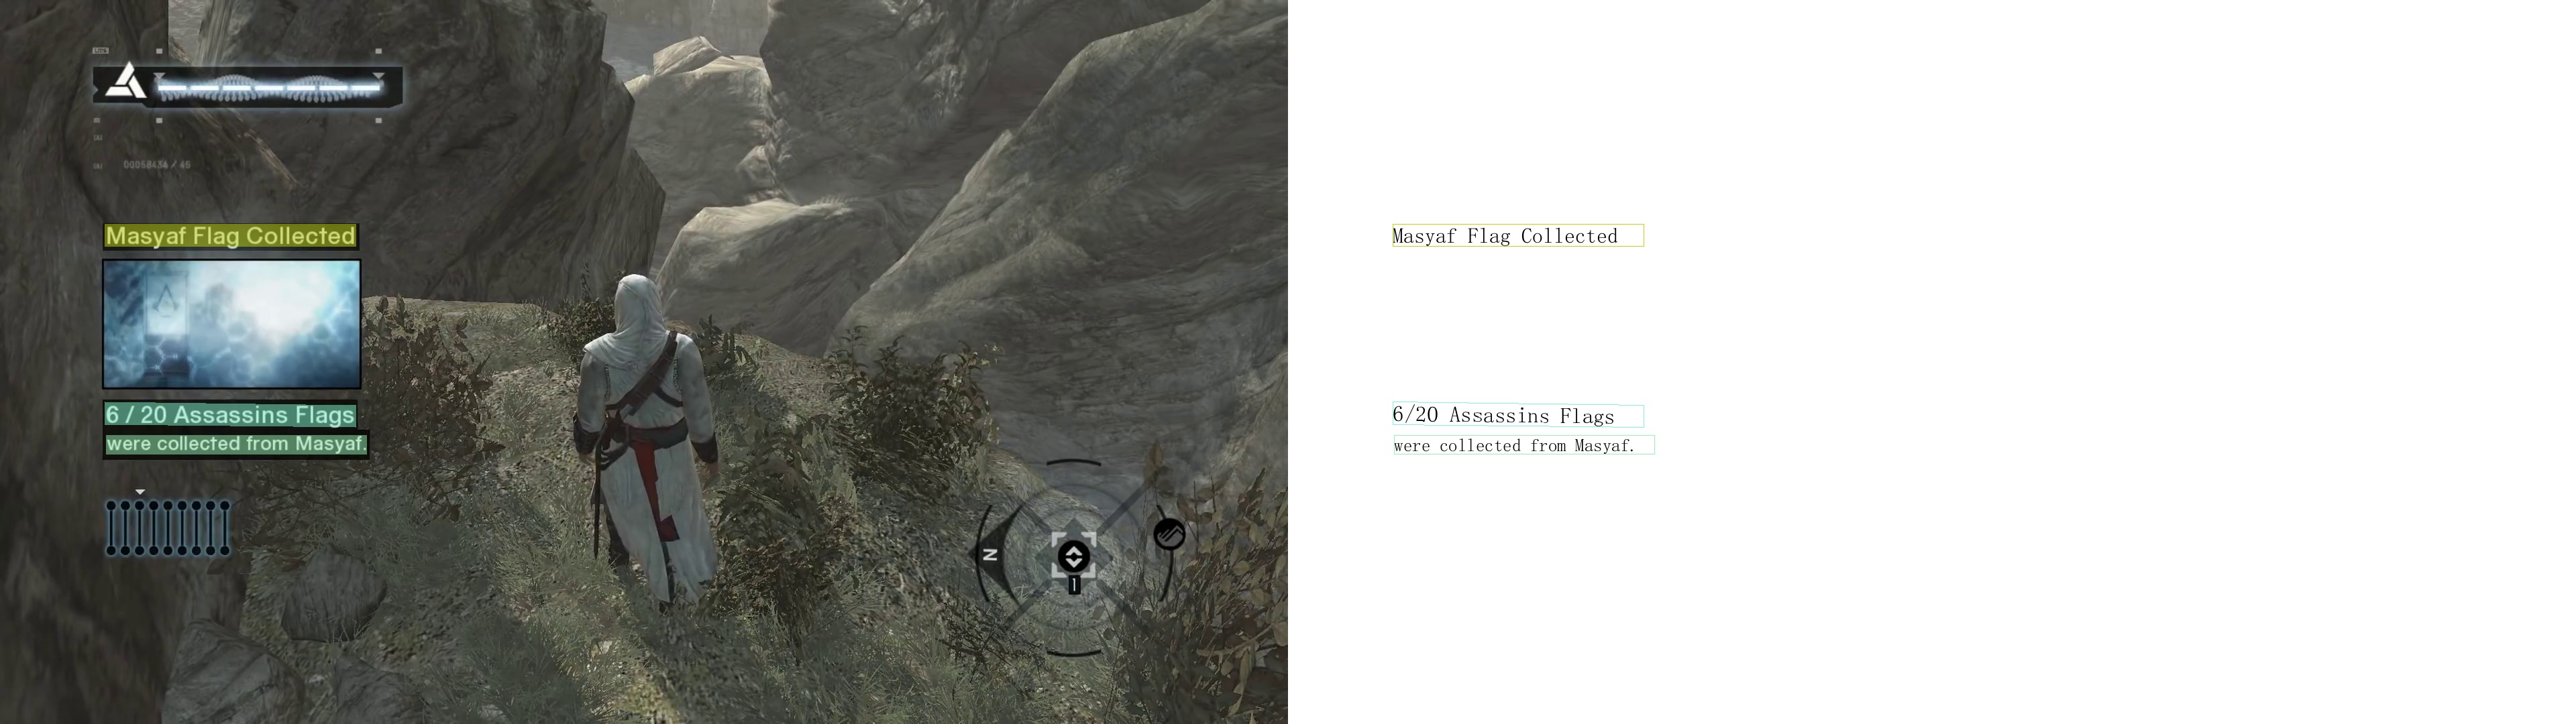 Masyaf Flag Collected
6 / 20 Assassins Flags
were collected from Masyaf.
N
1
Masyaf Flag Collected
6/20 Assassins Flags
were collected from Masyaf.